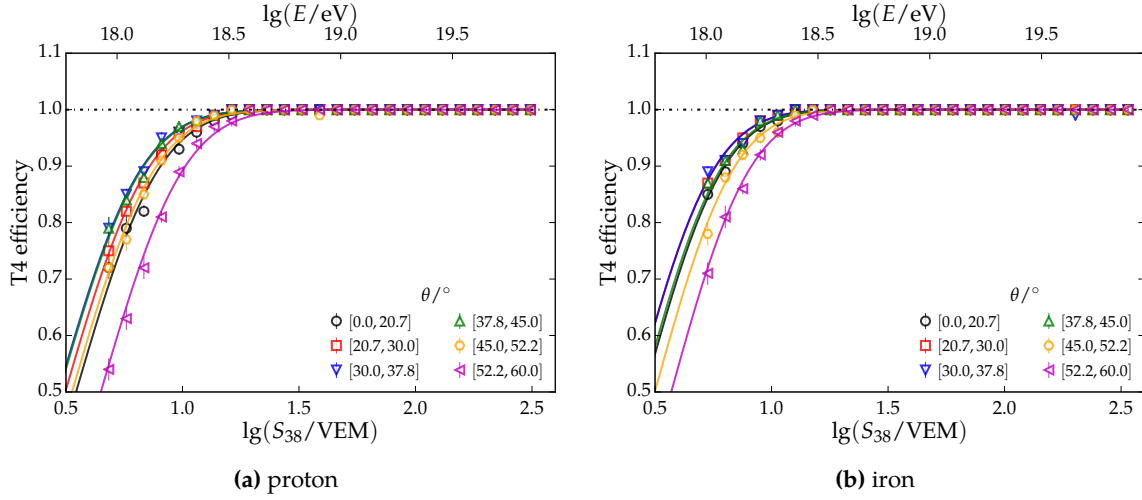 lg(E/eV)
18.0 18.5 19.0 19.5
1.1
1.0
0.9
0.8
0.7
0.6
0.5
T4 efficiency
θ/°
[0.0, 20.7] [37.8, 45.0]
[20.7, 30.0] [45.0, 52.2]
[30.0, 37.8] [52.2, 60.0]
0.5 1.0 1.5 2.0 2.5
lg(S38/VEM)
(a) proton
lg(E/eV)
18.0 18.5 19.0 19.5
1.1
1.0
0.9
0.8
0.7
0.6
0.5
T4 efficiency
θ/°
[0.0, 20.7] [37.8, 45.0]
[20.7, 30.0] [45.0, 52.2]
[30.0, 37.8] [52.2, 60.0]
0.5 1.0 1.5 2.0 2.5
lg(S38/VEM)
(b) iron